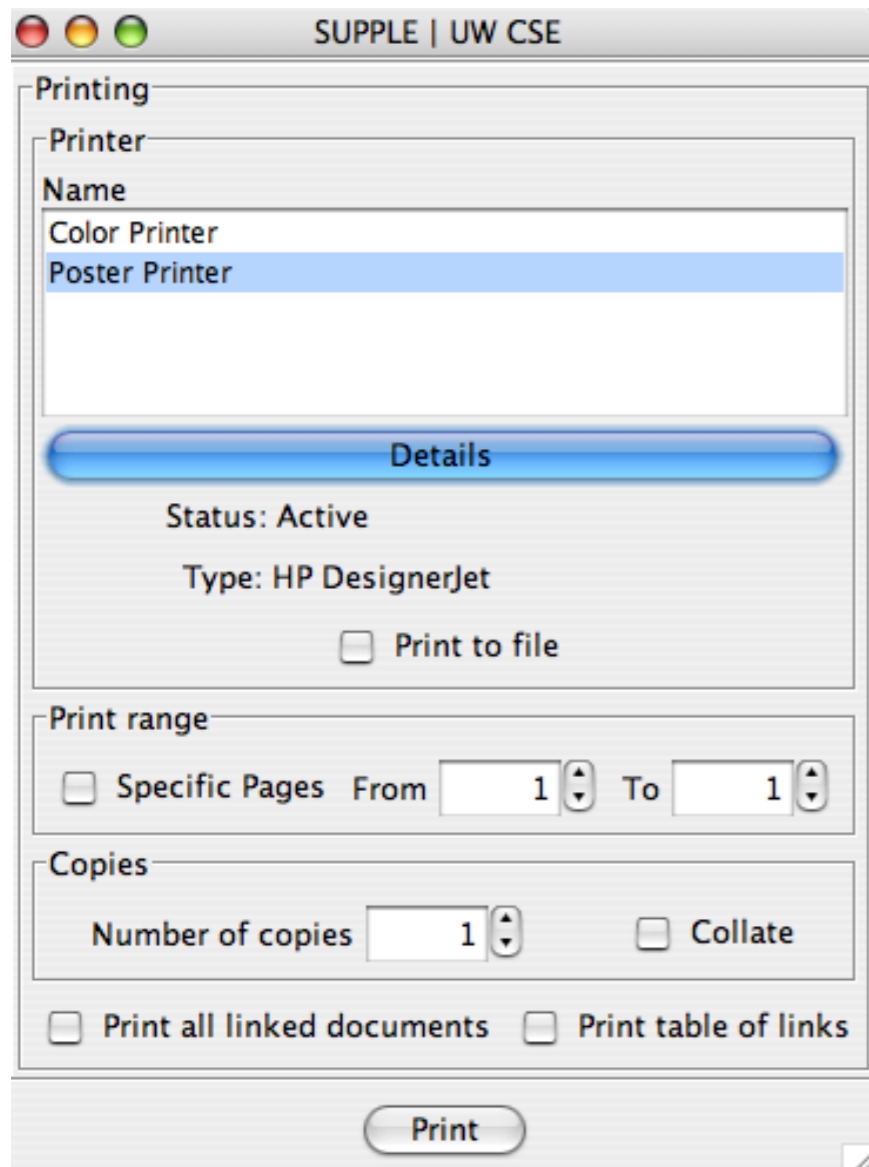 SUPPLE | UW CSE
Printing
Printer
Name
Color Printer
Poster Printer
Details
Status: Active
Type: HP DesignerJet
Print to file
Print range
Specific Pages From 1 To 1
Copies
Number of copies 1 Collate
Print all linked documents Print table of links
Print